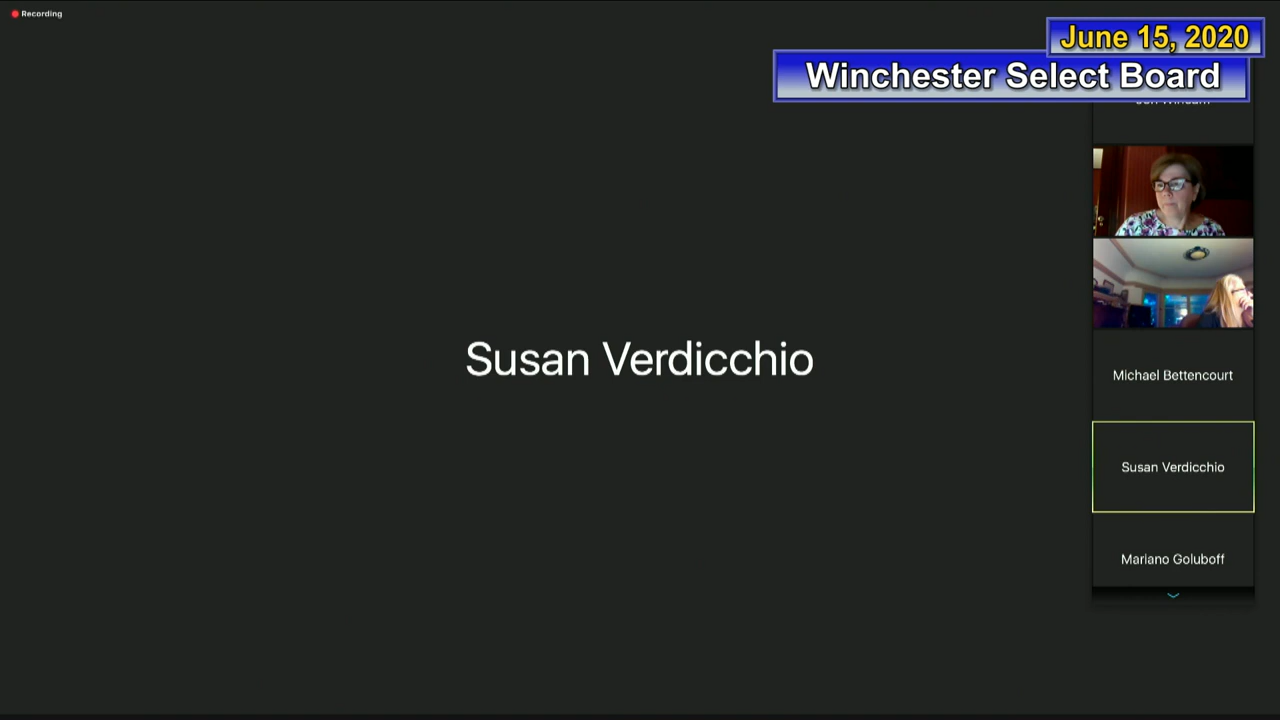 Recording
June 15, 2020
Winchester Select Board
Susan Verdicchio
Michael Bettencourt
Susan Verdicchio
Mariano Goluboff